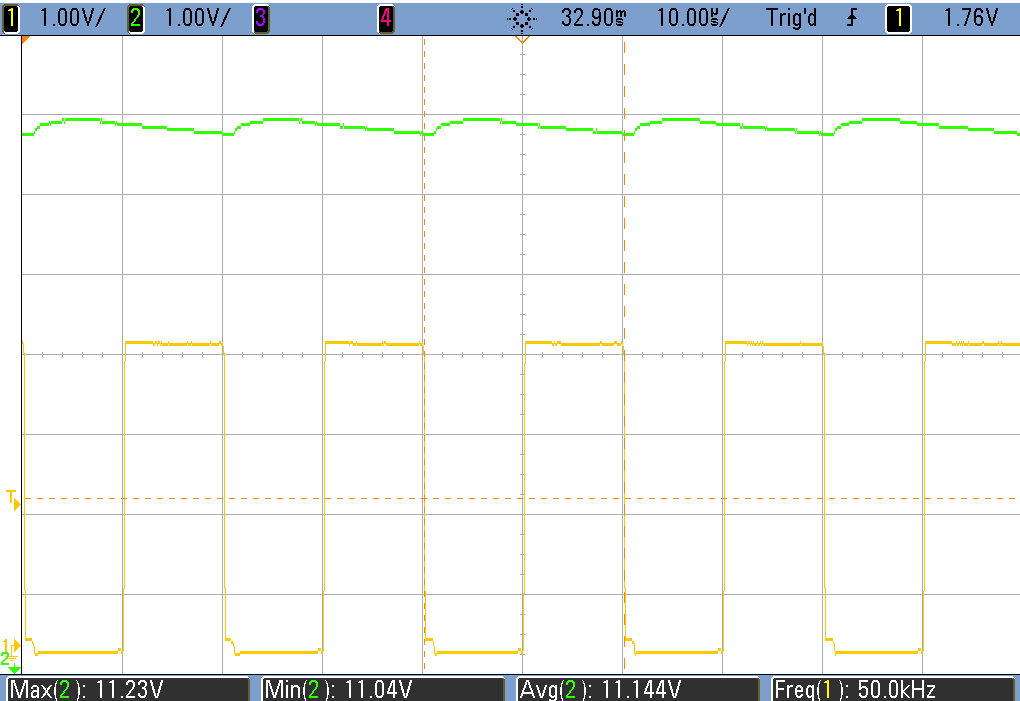 1 1.00V/ 2 1.00V/ 3 4 32.90ms 10.00µs/ Trig'd 1 1.76V
T
1
2
Max(2): 11.23V Min(2): 11.04V Avg(2): 11.144V Freq(1): 50.0kHz